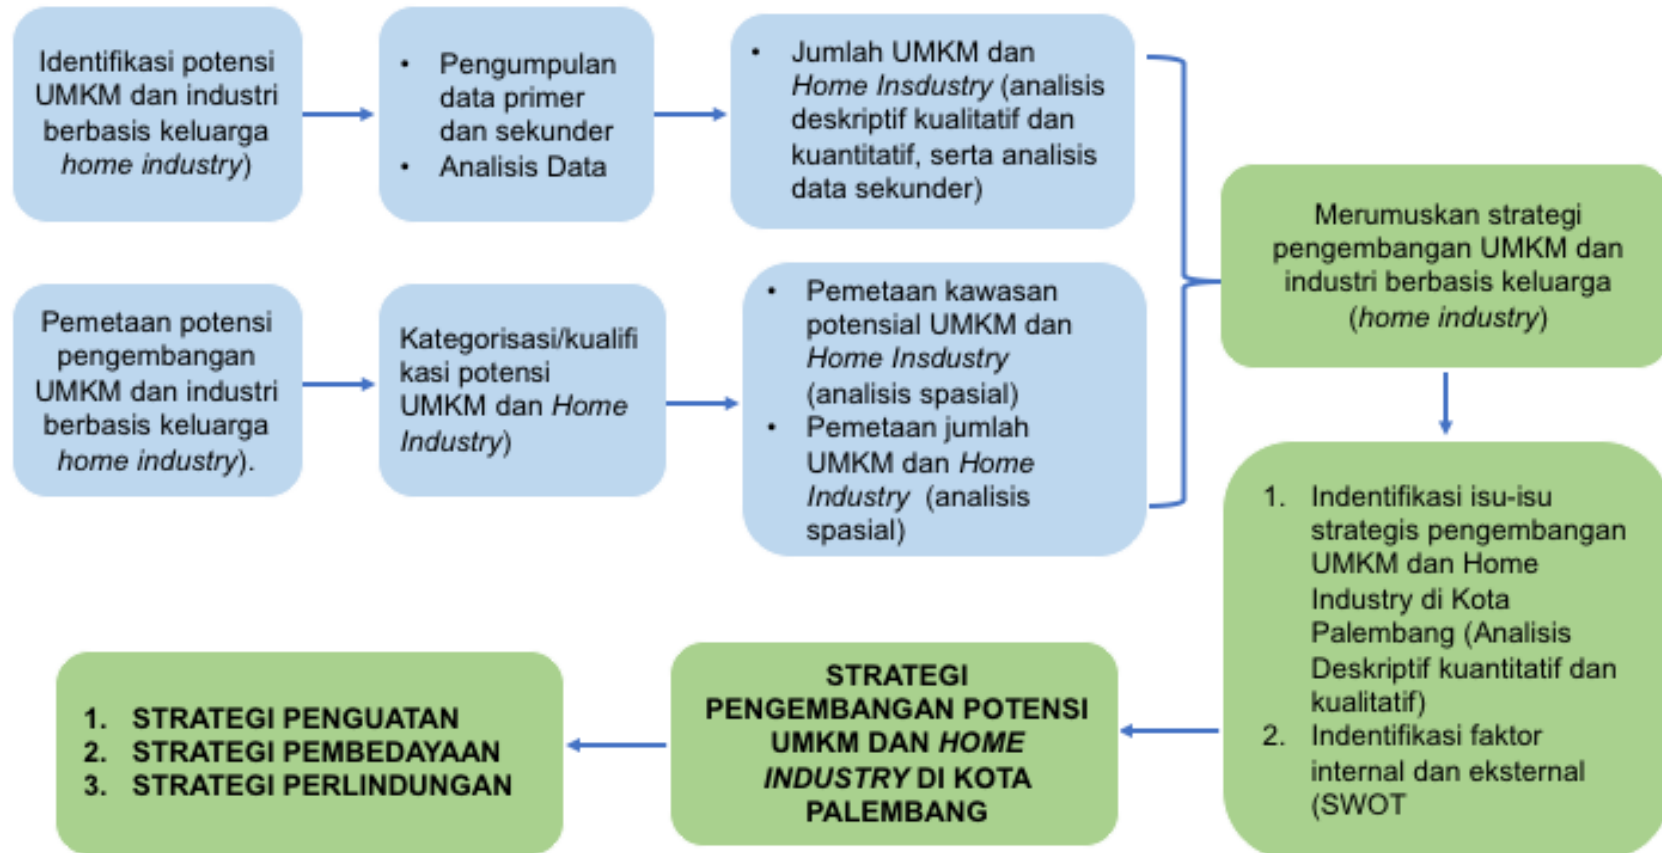 Identifikasi potensi
UMKM dan industri
berbasis keluarga
home industry)
• Pengumpulan
data primer
dan sekunder
• Analisis Data
• Jumlah UMKM dan
Home Insdustry (analisis
deskriptif kualitatif dan
kuantitatif, serta analisis
data sekunder)
Merumuskan strategi
pengembangan UMKM dan
industri berbasis keluarga
(home industry)
Pemetaan potensi
pengembangan
UMKM dan industri
berbasis keluarga
home industry).
Kategorisasi/kualifi
kasi potensi
UMKM dan Home
Industry)
• Pemetaan kawasan
potensial UMKM dan
Home Insdustry
(analisis spasial)
• Pemetaan jumlah
UMKM dan Home
Industry (analisis
spasial)
1. Indentifikasi isu-isu
strategis pengembangan
UMKM dan Home
Industry di Kota
Palembang (Analisis
Deskriptif kuantitatif dan
kualitatif)
2. Indentifikasi faktor
internal dan eksternal
(SWOT
STRATEGI
PENGEMBANGAN POTENSI
UMKM DAN HOME
INDUSTRY DI KOTA
PALEMBANG
1. STRATEGI PENGUATAN
2. STRATEGI PEMBEDAYAAN
3. STRATEGI PERLINDUNGAN